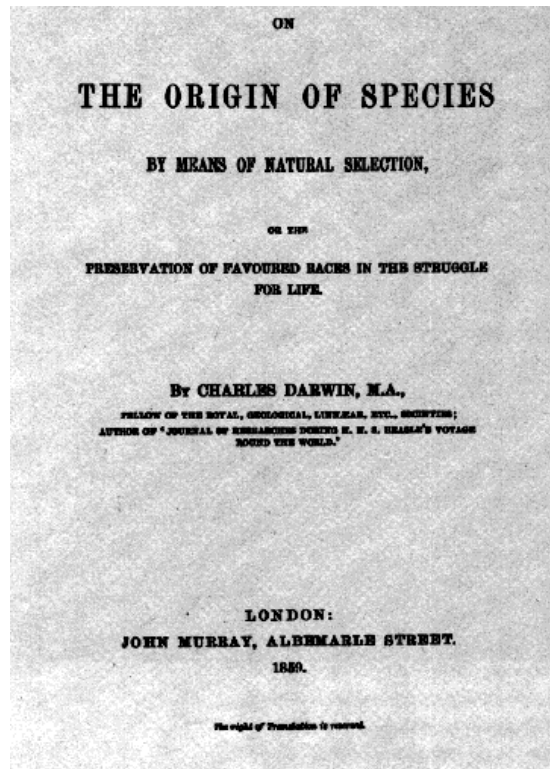 ON
THE ORIGIN OF SPECIES
BY MEANS OF NATURAL SELECTION,
OR THE
PRESERVATION OF FAVOURED RACES IN THE STRUGGLE
FOR LIFE.
BY CHARLES DARWIN, M.A.,
FELLOW OF THE ROYAL, GEOLOGICAL, LINNÆAN, ETC., SOCIETIES;
AUTHOR OF 'JOURNAL OF RESEARCHES DURING H. M. S. BEAGLE'S VOYAGE
ROUND THE WORLD.'
LONDON:
JOHN MURRAY, ALBEMARLE STREET.
1859.
The right of Translation is reserved.